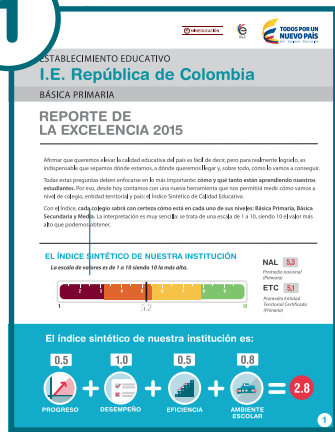 1
MINEDUCACIÓN
TODOS POR UN
NUEVO PAÍS
ESTABLECIMIENTO EDUCATIVO
I.E. República de Colombia
BÁSICA PRIMARIA
REPORTE DE
LA EXCELENCIA 2015
Afirmar que queremos elevar la calidad educativa del país es fácil de decir, pero para realmente lograrlo, es
indispensable que sepamos dónde estamos, a dónde queremos llegar y, sobre todo, cómo lo vamos a conseguir.
Todas estas preguntas deben enfocarse en lo más importante: cómo y qué tanto están aprendiendo nuestros
estudiantes. Por eso, desde hoy contamos con una nueva herramienta que nos permitirá medir cómo vamos a
nivel de colegio, entidad territorial y país: el Índice Sintético de Calidad Educativa.
Con el Índice, cada colegio sabrá con certeza cómo está en cada uno de sus niveles: Básica Primaria, Básica
Secundaria y Media. La interpretación es muy sencilla: se trata de una escala de 1 a 10, siendo 10 el valor más
alto que podemos obtener.
EL ÍNDICE SINTÉTICO DE NUESTRA INSTITUCIÓN
La escala de valores es de 1 a 10 siendo 10 la más alta.
NAL 5,3
Promedio nacional
(Primaria)
ETC 5,1
Promedio Entidad
Territorial Certificada
(Primaria)
1 5.2 10
El índice sintético de nuestra institución es:
0.5 1.0 0.5 0.8
+ + + = 2.8
PROGRESO DESEMPEÑO EFICIENCIA AMBIENTE
ESCOLAR
1